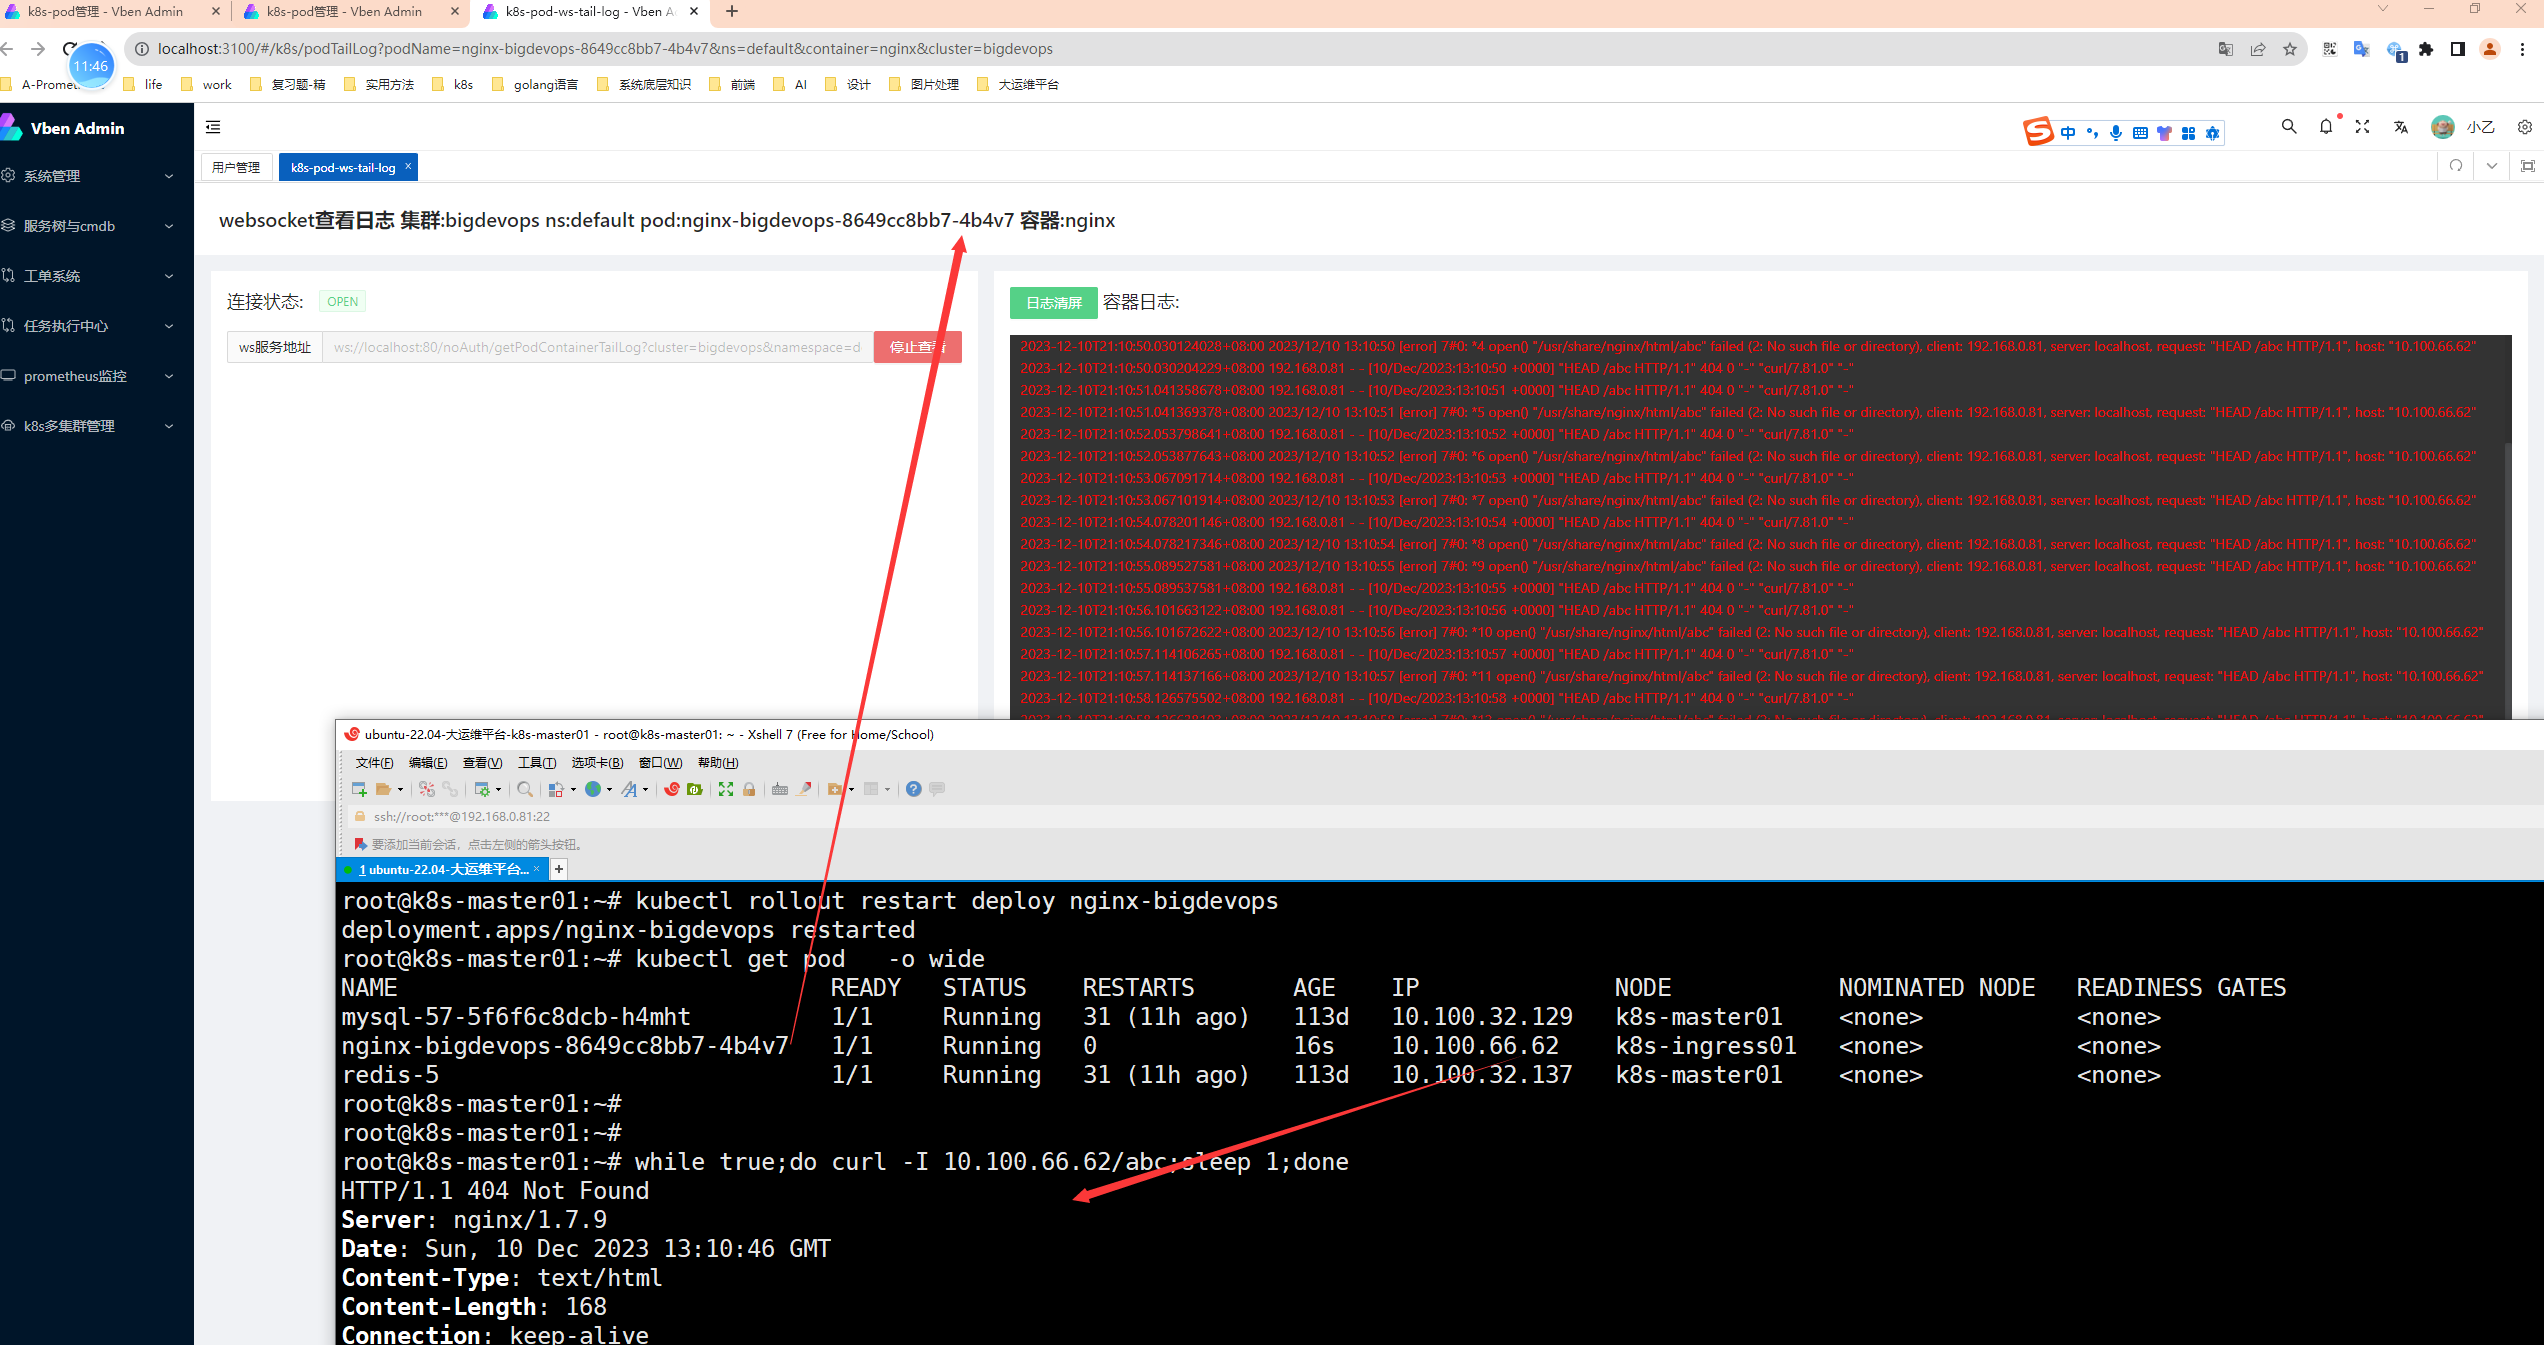 k8s-pod管理 - Vben Admin
k8s-pod管理 - Vben Admin
k8s-pod-ws-tail-log - Vben A
localhost:3100/#/k8s/podTailLog?podName=nginx-bigdevops-8649cc8bb7-4b4v7&ns=default&container=nginx&cluster=bigdevops
11:46
1
A-Promet
life
work
复习题-精
实用方法
k8s
golang语言
系统底层知识
前端
AI
设计
图片处理
大运维平台
Vben Admin
中
小乙
系统管理
服务树与cmdb
工单系统
任务执行中心
prometheus监控
k8s多集群管理
用户管理
k8s-pod-ws-tail-log
websocket查看日志 集群:bigdevops ns:default pod:nginx-bigdevops-8649cc8bb7-4b4v7 容器:nginx
连接状态: OPEN
ws服务地址 ws://localhost:80/noAuth/getPodContainerTailLog?cluster=bigdevops&namespace=d 停止查看
日志清屏 容器日志:
2023-12-10T21:10:50.030124028+08:00 2023/12/10 13:10:50 [error] 7#0: *4 open() "/usr/share/nginx/html/abc" failed (2: No such file or directory), client: 192.168.0.81, server: localhost, request: "HEAD /abc HTTP/1.1", host: "10.100.66.62"
2023-12-10T21:10:50.030204229+08:00 192.168.0.81 - - [10/Dec/2023:13:10:50 +0000] "HEAD /abc HTTP/1.1" 404 0 "-" "curl/7.81.0" "-"
2023-12-10T21:10:51.041358678+08:00 192.168.0.81 - - [10/Dec/2023:13:10:51 +0000] "HEAD /abc HTTP/1.1" 404 0 "-" "curl/7.81.0" "-"
2023-12-10T21:10:51.041369378+08:00 2023/12/10 13:10:51 [error] 7#0: *5 open() "/usr/share/nginx/html/abc" failed (2: No such file or directory), client: 192.168.0.81, server: localhost, request: "HEAD /abc HTTP/1.1", host: "10.100.66.62"
2023-12-10T21:10:52.053798641+08:00 192.168.0.81 - - [10/Dec/2023:13:10:52 +0000] "HEAD /abc HTTP/1.1" 404 0 "-" "curl/7.81.0" "-"
2023-12-10T21:10:52.053877643+08:00 2023/12/10 13:10:52 [error] 7#0: *6 open() "/usr/share/nginx/html/abc" failed (2: No such file or directory), client: 192.168.0.81, server: localhost, request: "HEAD /abc HTTP/1.1", host: "10.100.66.62"
2023-12-10T21:10:53.067091714+08:00 192.168.0.81 - - [10/Dec/2023:13:10:53 +0000] "HEAD /abc HTTP/1.1" 404 0 "-" "curl/7.81.0" "-"
2023-12-10T21:10:53.067101914+08:00 2023/12/10 13:10:53 [error] 7#0: *7 open() "/usr/share/nginx/html/abc" failed (2: No such file or directory), client: 192.168.0.81, server: localhost, request: "HEAD /abc HTTP/1.1", host: "10.100.66.62"
2023-12-10T21:10:54.078201146+08:00 192.168.0.81 - - [10/Dec/2023:13:10:54 +0000] "HEAD /abc HTTP/1.1" 404 0 "-" "curl/7.81.0" "-"
2023-12-10T21:10:54.078217346+08:00 2023/12/10 13:10:54 [error] 7#0: *8 open() "/usr/share/nginx/html/abc" failed (2: No such file or directory), client: 192.168.0.81, server: localhost, request: "HEAD /abc HTTP/1.1", host: "10.100.66.62"
2023-12-10T21:10:55.089527581+08:00 2023/12/10 13:10:55 [error] 7#0: *9 open() "/usr/share/nginx/html/abc" failed (2: No such file or directory), client: 192.168.0.81, server: localhost, request: "HEAD /abc HTTP/1.1", host: "10.100.66.62"
2023-12-10T21:10:55.089537581+08:00 192.168.0.81 - - [10/Dec/2023:13:10:55 +0000] "HEAD /abc HTTP/1.1" 404 0 "-" "curl/7.81.0" "-"
2023-12-10T21:10:56.101663122+08:00 192.168.0.81 - - [10/Dec/2023:13:10:56 +0000] "HEAD /abc HTTP/1.1" 404 0 "-" "curl/7.81.0" "-"
2023-12-10T21:10:56.101672622+08:00 2023/12/10 13:10:56 [error] 7#0: *10 open() "/usr/share/nginx/html/abc" failed (2: No such file or directory), client: 192.168.0.81, server: localhost, request: "HEAD /abc HTTP/1.1", host: "10.100.66.62"
2023-12-10T21:10:57.114106265+08:00 192.168.0.81 - - [10/Dec/2023:13:10:57 +0000] "HEAD /abc HTTP/1.1" 404 0 "-" "curl/7.81.0" "-"
2023-12-10T21:10:57.114137166+08:00 2023/12/10 13:10:57 [error] 7#0: *11 open() "/usr/share/nginx/html/abc" failed (2: No such file or directory), client: 192.168.0.81, server: localhost, request: "HEAD /abc HTTP/1.1", host: "10.100.66.62"
2023-12-10T21:10:58.126575502+08:00 192.168.0.81 - - [10/Dec/2023:13:10:58 +0000] "HEAD /abc HTTP/1.1" 404 0 "-" "curl/7.81.0" "-"
ubuntu-22.04-大运维平台-k8s-master01 - root@k8s-master01: ~ - Xshell 7 (Free for Home/School)
文件(F) 编辑(E) 查看(V) 工具(T) 选项卡(B) 窗口(W) 帮助(H)
ssh://root:***@192.168.0.81:22
要添加当前会话，点击左侧的箭头按钮。
1 ubuntu-22.04-大运维平台...
root@k8s-master01:~# kubectl rollout restart deploy nginx-bigdevops
deployment.apps/nginx-bigdevops restarted
root@k8s-master01:~# kubectl get pod -o wide
NAME READY STATUS RESTARTS AGE IP NODE NOMINATED NODE READINESS GATES
mysql-57-5f6f6c8dcb-h4mht 1/1 Running 31 (11h ago) 113d 10.100.32.129 k8s-master01 <none> <none>
nginx-bigdevops-8649cc8bb7-4b4v7 1/1 Running 0 16s 10.100.66.62 k8s-ingress01 <none> <none>
redis-5 1/1 Running 31 (11h ago) 113d 10.100.32.137 k8s-master01 <none> <none>
root@k8s-master01:~#
root@k8s-master01:~#
root@k8s-master01:~# while true;do curl -I 10.100.66.62/abc;sleep 1;done
HTTP/1.1 404 Not Found
Server: nginx/1.7.9
Date: Sun, 10 Dec 2023 13:10:46 GMT
Content-Type: text/html
Content-Length: 168
Connection: keep-alive